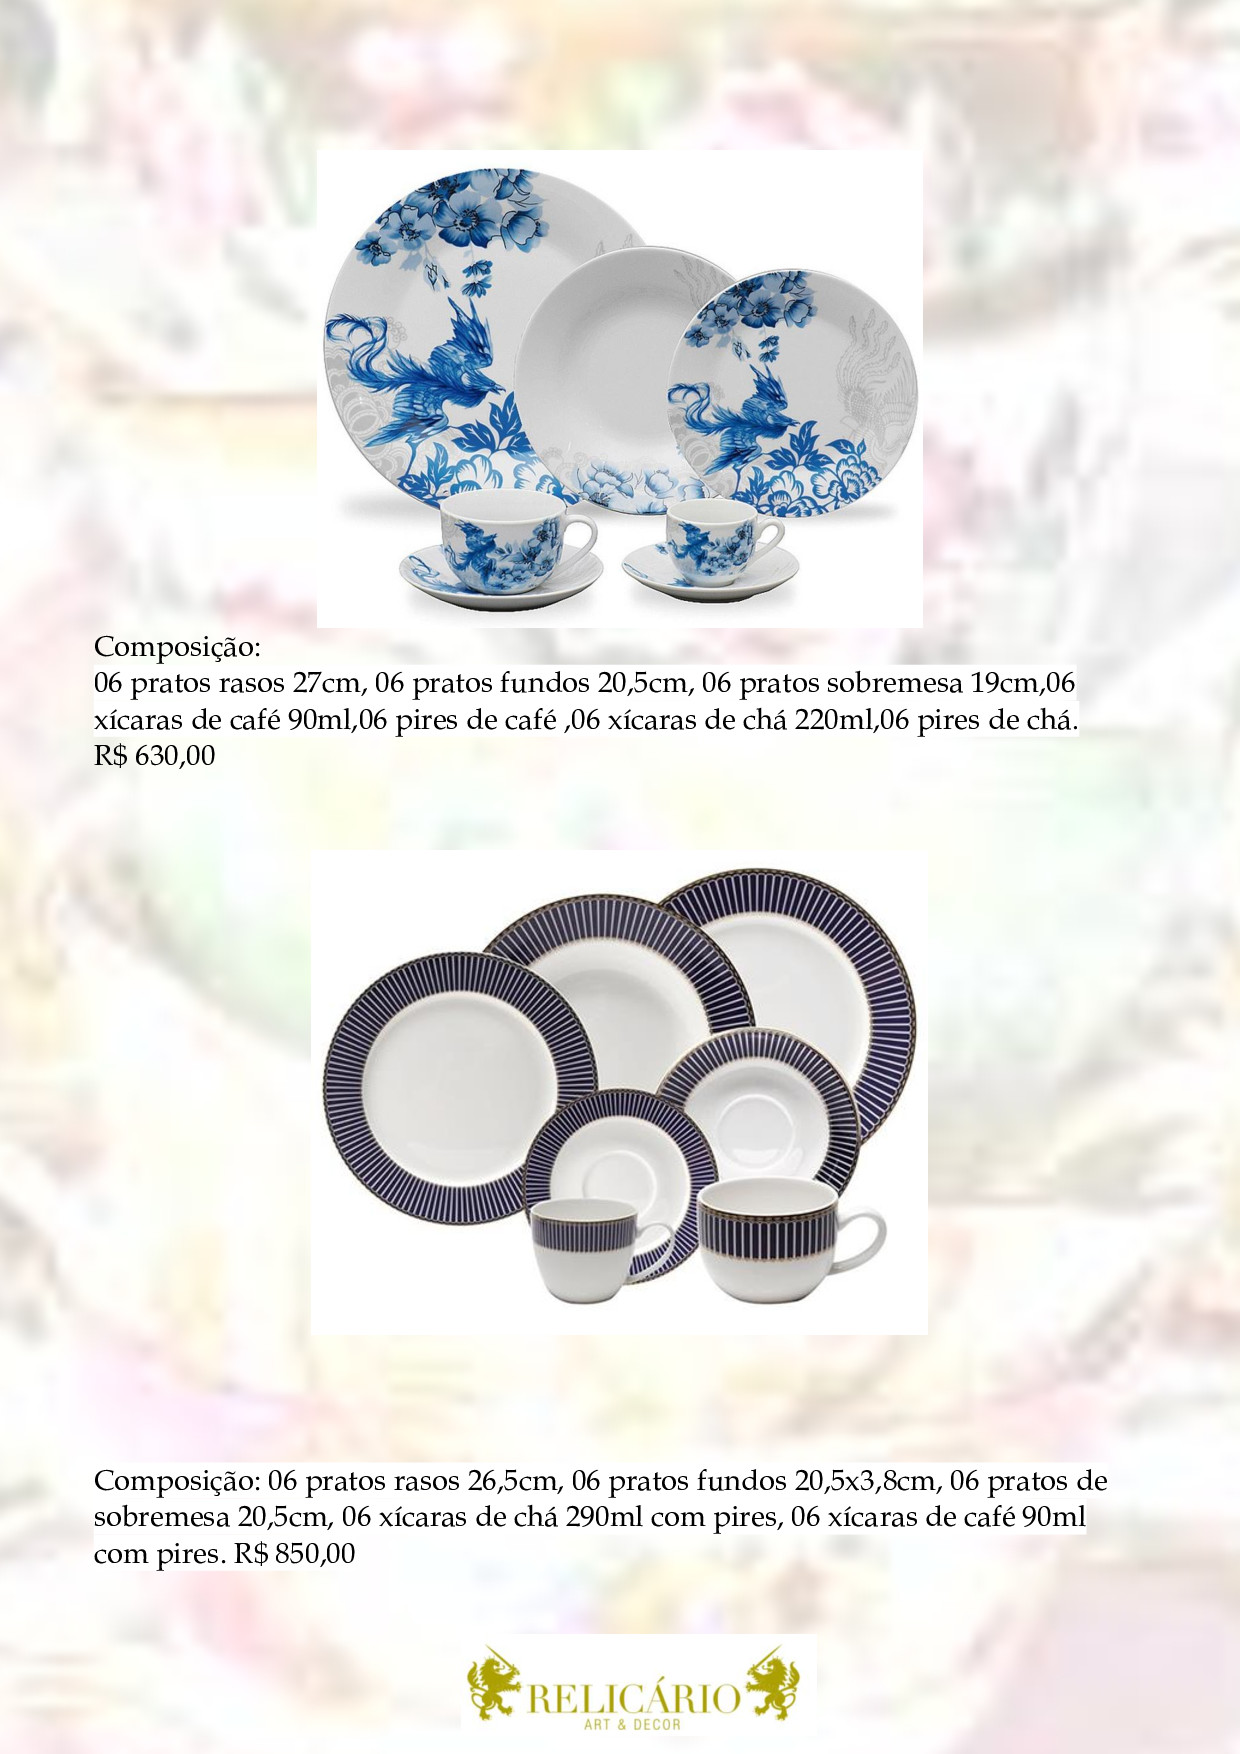 Composição:
06 pratos rasos 27cm, 06 pratos fundos 20,5cm, 06 pratos sobremesa 19cm,06
xícaras de café 90ml,06 pires de café ,06 xícaras de chá 220ml,06 pires de chá.
R$ 630,00
Composição: 06 pratos rasos 26,5cm, 06 pratos fundos 20,5x3,8cm, 06 pratos de
sobremesa 20,5cm, 06 xícaras de chá 290ml com pires, 06 xícaras de café 90ml
com pires. R$ 850,00
RELICÁRIO
ART & DECOR